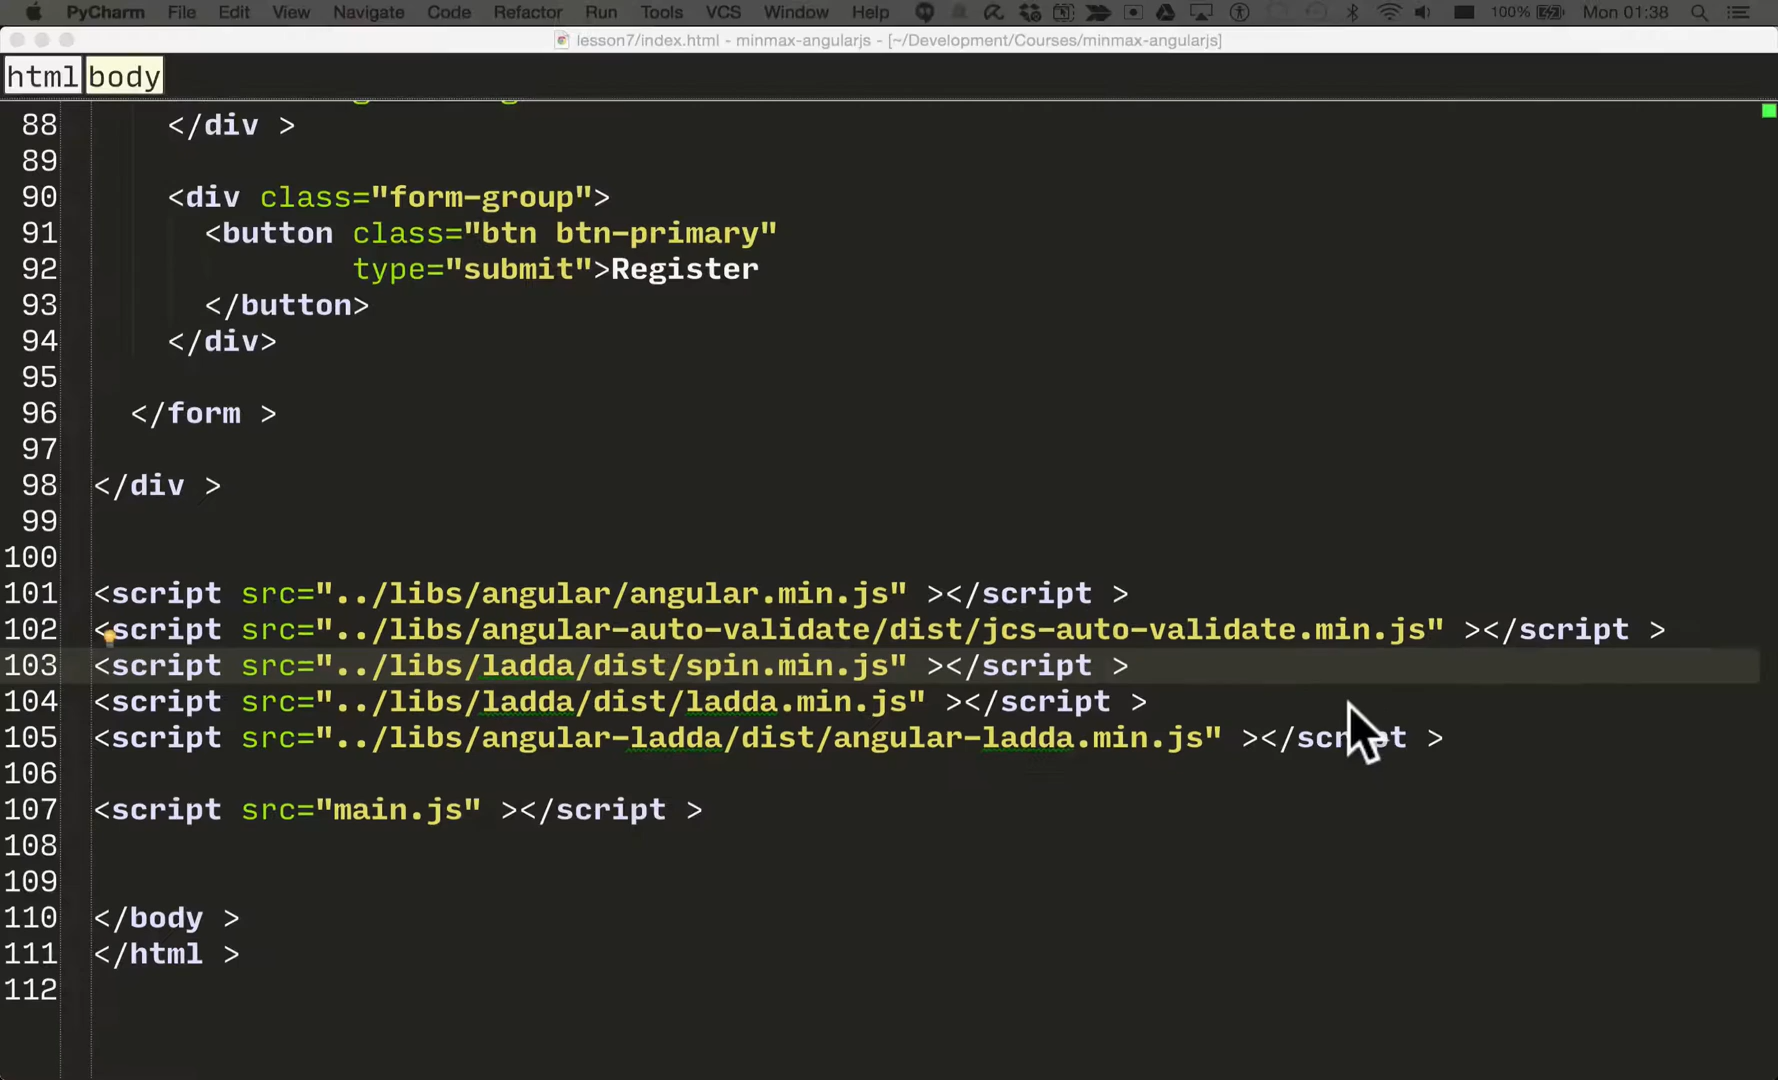 PyCharm File Edit View Navigate Code Refactor Run Tools VCS Window Help 100% Mon 01:38
lesson7/index.html - minmax-angularjs - [~/Development/Courses/minmax-angularjs]
html body
88 </div >
89
90 <div class="form-group">
91 <button class="btn btn-primary"
92 type="submit">Register
93 </button>
94 </div>
95
96 </form >
97
98 </div >
99
100
101 <script src="../libs/angular/angular.min.js" ></script >
102 <script src="../libs/angular-auto-validate/dist/jcs-auto-validate.min.js" ></script >
103 <script src="../libs/ladda/dist/spin.min.js" ></script >
104 <script src="../libs/ladda/dist/ladda.min.js" ></script >
105 <script src="../libs/angular-ladda/dist/angular-ladda.min.js" ></script >
106
107 <script src="main.js" ></script >
108
109
110 </body >
111 </html >
112